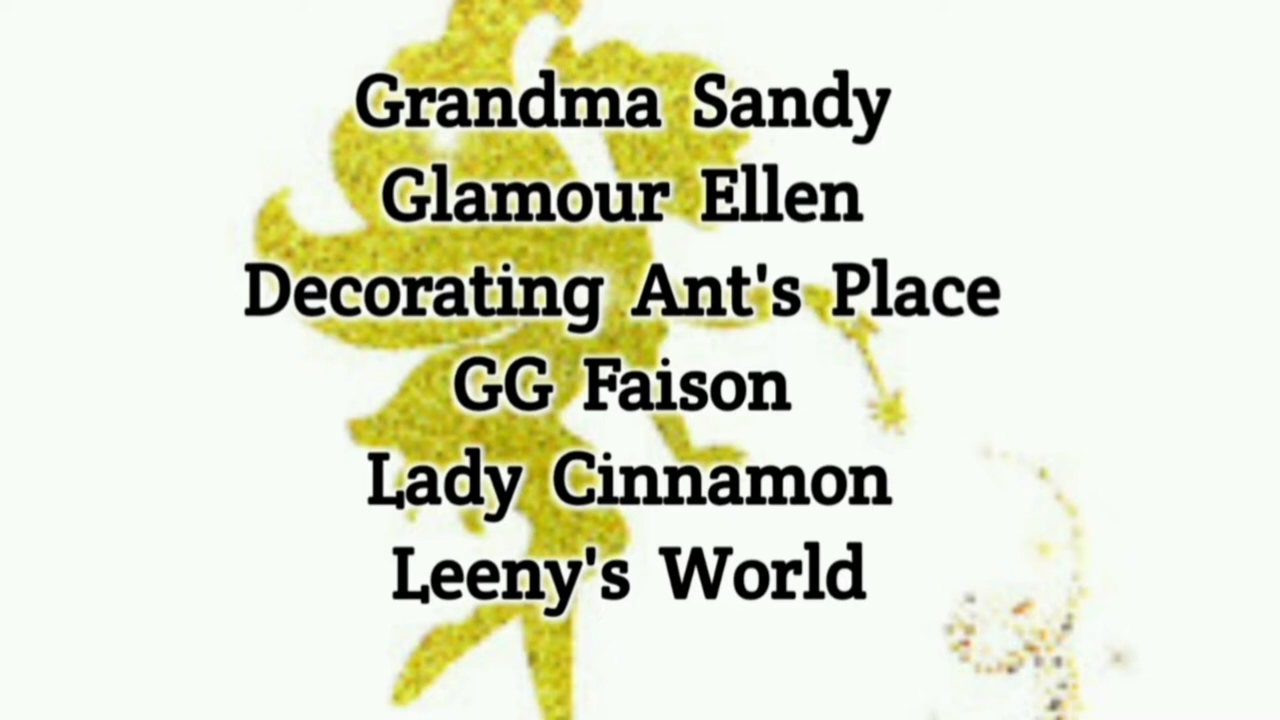 Grandma Sandy
Glamour Ellen
Decorating Ant's Place
GG Faison
Lady Cinnamon
Leeny's World